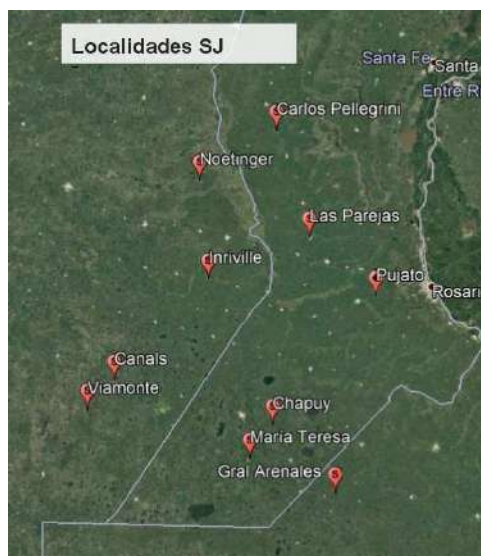 Localidades SJ
Santa Fe
Santa
Entre R
Carlos Pellegrini
Noetinger
Las Parejas
Inriville
Pujato
Rosari
Canals
Viamonte
Chapuy
María Teresa
Gral Arenales
S